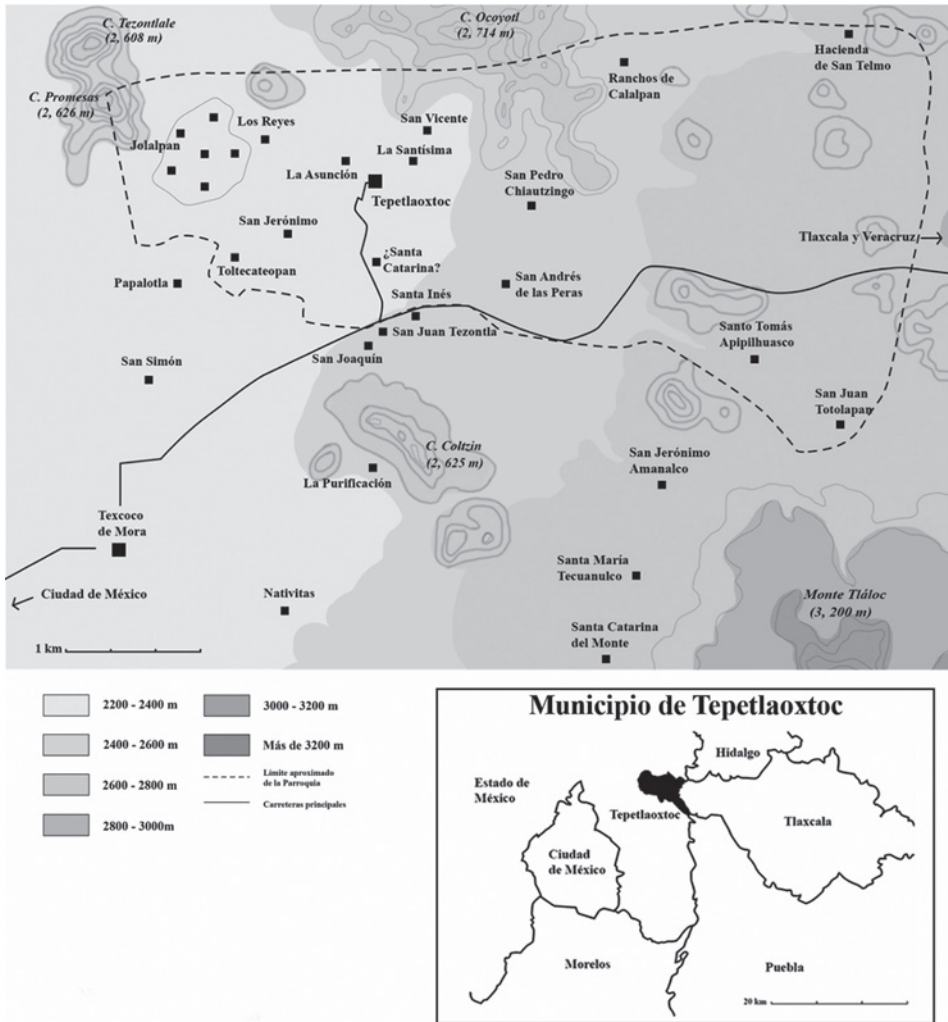 C. Tezontlale
(2, 608 m)
C. Ocoyotl
(2, 714 m)
Hacienda
de San Telmo
Ranchos de
Calalpan
C. Promesas
(2, 626 m)
Los Reyes
San Vicente
Jolalpan
La Santísima
La Asunción
San Pedro
Chiautzingo
Tepetlaoxtoc
San Jerónimo
Tlaxcala y Veracruz
¿Santa
Catarina?
Toltecateopan
Papalotla
San Andrés
de las Peras
Santa Inés
San Juan Tezontla
Santo Tomás
Apipilhuasco
San Joaquín
San Simón
San Juan
Totolapan
C. Coltzin
(2, 625 m)
San Jerónimo
Amanalco
La Purificación
Texcoco
de Mora
Santa María
Tecuanulco
Ciudad de México
Nativitas
Monte Tláloc
(3, 200 m)
Santa Catarina
del Monte
1 km
2200 - 2400 m
2400 - 2600 m
2600 - 2800 m
2800 - 3000m
3000 - 3200 m
Más de 3200 m
Límite aproximado
de la Parroquia
Carreteras principales
Municipio de Tepetlaoxtoc
Hidalgo
Estado de
México
Tepetlaoxtoc
Tlaxcala
Ciudad
de México
Morelos
Puebla
20 km